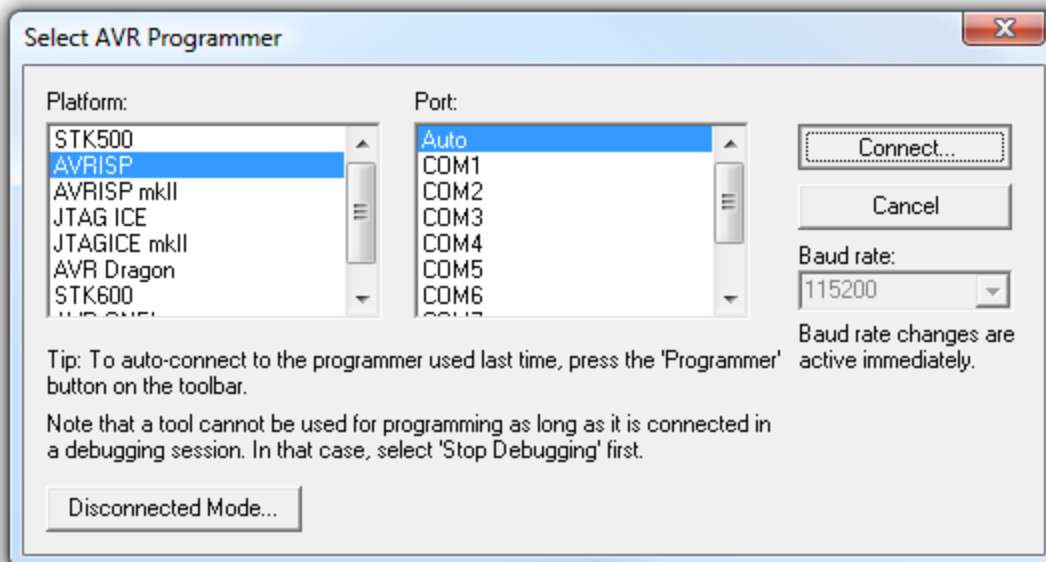 Select AVR Programmer
Platform:
STK500
AVRISP
AVRISP mkII
JTAG ICE
JTAGICE mkII
AVR Dragon
STK600
Port:
Auto
COM1
COM2
COM3
COM4
COM5
COM6
Connect...
Cancel
Baud rate:
115200
Baud rate changes are
active immediately.
Tip: To auto-connect to the programmer used last time, press the 'Programmer'
button on the toolbar.
Note that a tool cannot be used for programming as long as it is connected in
a debugging session. In that case, select 'Stop Debugging' first.
Disconnected Mode...